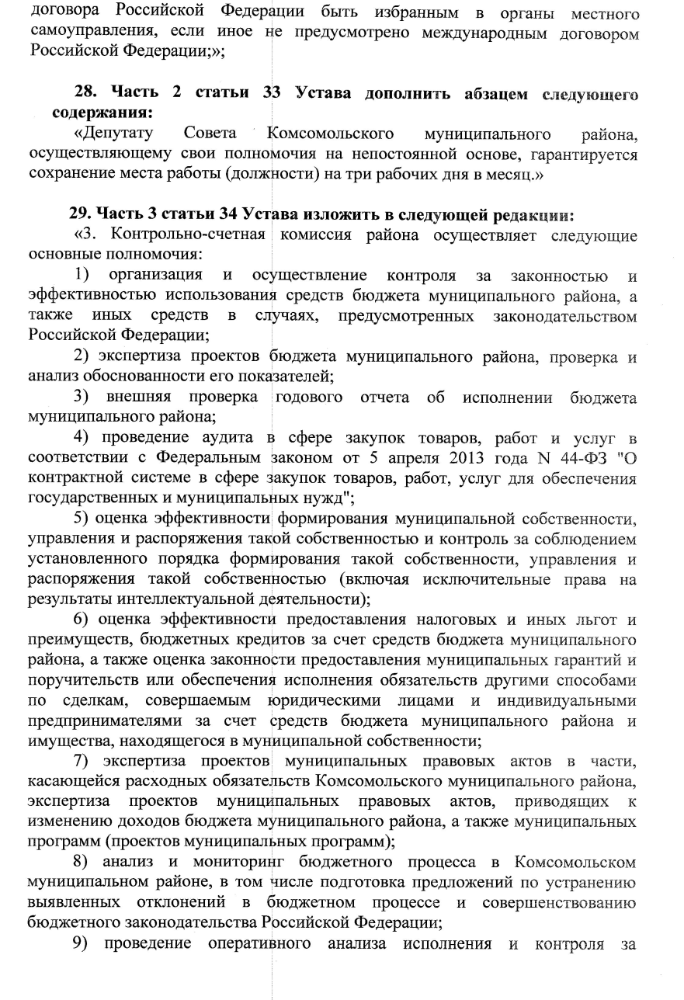 договора Российской Федерации быть избранным в органы местного
самоуправления, если иное не предусмотрено международным договором
Российской Федерации;»;
28. Часть 2 статьи 33 Устава дополнить абзацем следующего
содержания:
«Депутату Совета Комсомольского муниципального района,
осуществляющему свои полномочия на непостоянной основе, гарантируется
сохранение места работы (должности) на три рабочих дня в месяц.»
29. Часть 3 статьи 34 Устава изложить в следующей редакции:
«3. Контрольно-счетная комиссия района осуществляет следующие
основные полномочия:
1) организация и осуществление контроля за законностью и
эффективностью использования средств бюджета муниципального района, а
также иных средств в случаях, предусмотренных законодательством
Российской Федерации;
2) экспертиза проектов бюджета муниципального района, проверка и
анализ обоснованности его показателей;
3) внешняя проверка годового отчета об исполнении бюджета
муниципального района;
4) проведение аудита в сфере закупок товаров, работ и услуг в
соответствии с Федеральным законом от 5 апреля 2013 года N 44-ФЗ "О
контрактной системе в сфере закупок товаров, работ, услуг для обеспечения
государственных и муниципальных нужд";
5) оценка эффективности формирования муниципальной собственности,
управления и распоряжения такой собственностью и контроль за соблюдением
установленного порядка формирования такой собственности, управления и
распоряжения такой собственностью (включая исключительные права на
результаты интеллектуальной деятельности);
6) оценка эффективности предоставления налоговых и иных льгот и
преимуществ, бюджетных кредитов за счет средств бюджета муниципального
района, а также оценка законности предоставления муниципальных гарантий и
поручительств или обеспечения исполнения обязательств другими способами
по сделкам, совершаемым юридическими лицами и индивидуальными
предпринимателями за счет средств бюджета муниципального района и
имущества, находящегося в муниципальной собственности;
7) экспертиза проектов муниципальных правовых актов в части,
касающейся расходных обязательств Комсомольского муниципального района,
экспертиза проектов муниципальных правовых актов, приводящих к
изменению доходов бюджета муниципального района, а также муниципальных
программ (проектов муниципальных программ);
8) анализ и мониторинг бюджетного процесса в Комсомольском
муниципальном районе, в том числе подготовка предложений по устранению
выявленных отклонений в бюджетном процессе и совершенствованию
бюджетного законодательства Российской Федерации;
9) проведение оперативного анализа исполнения и контроля за